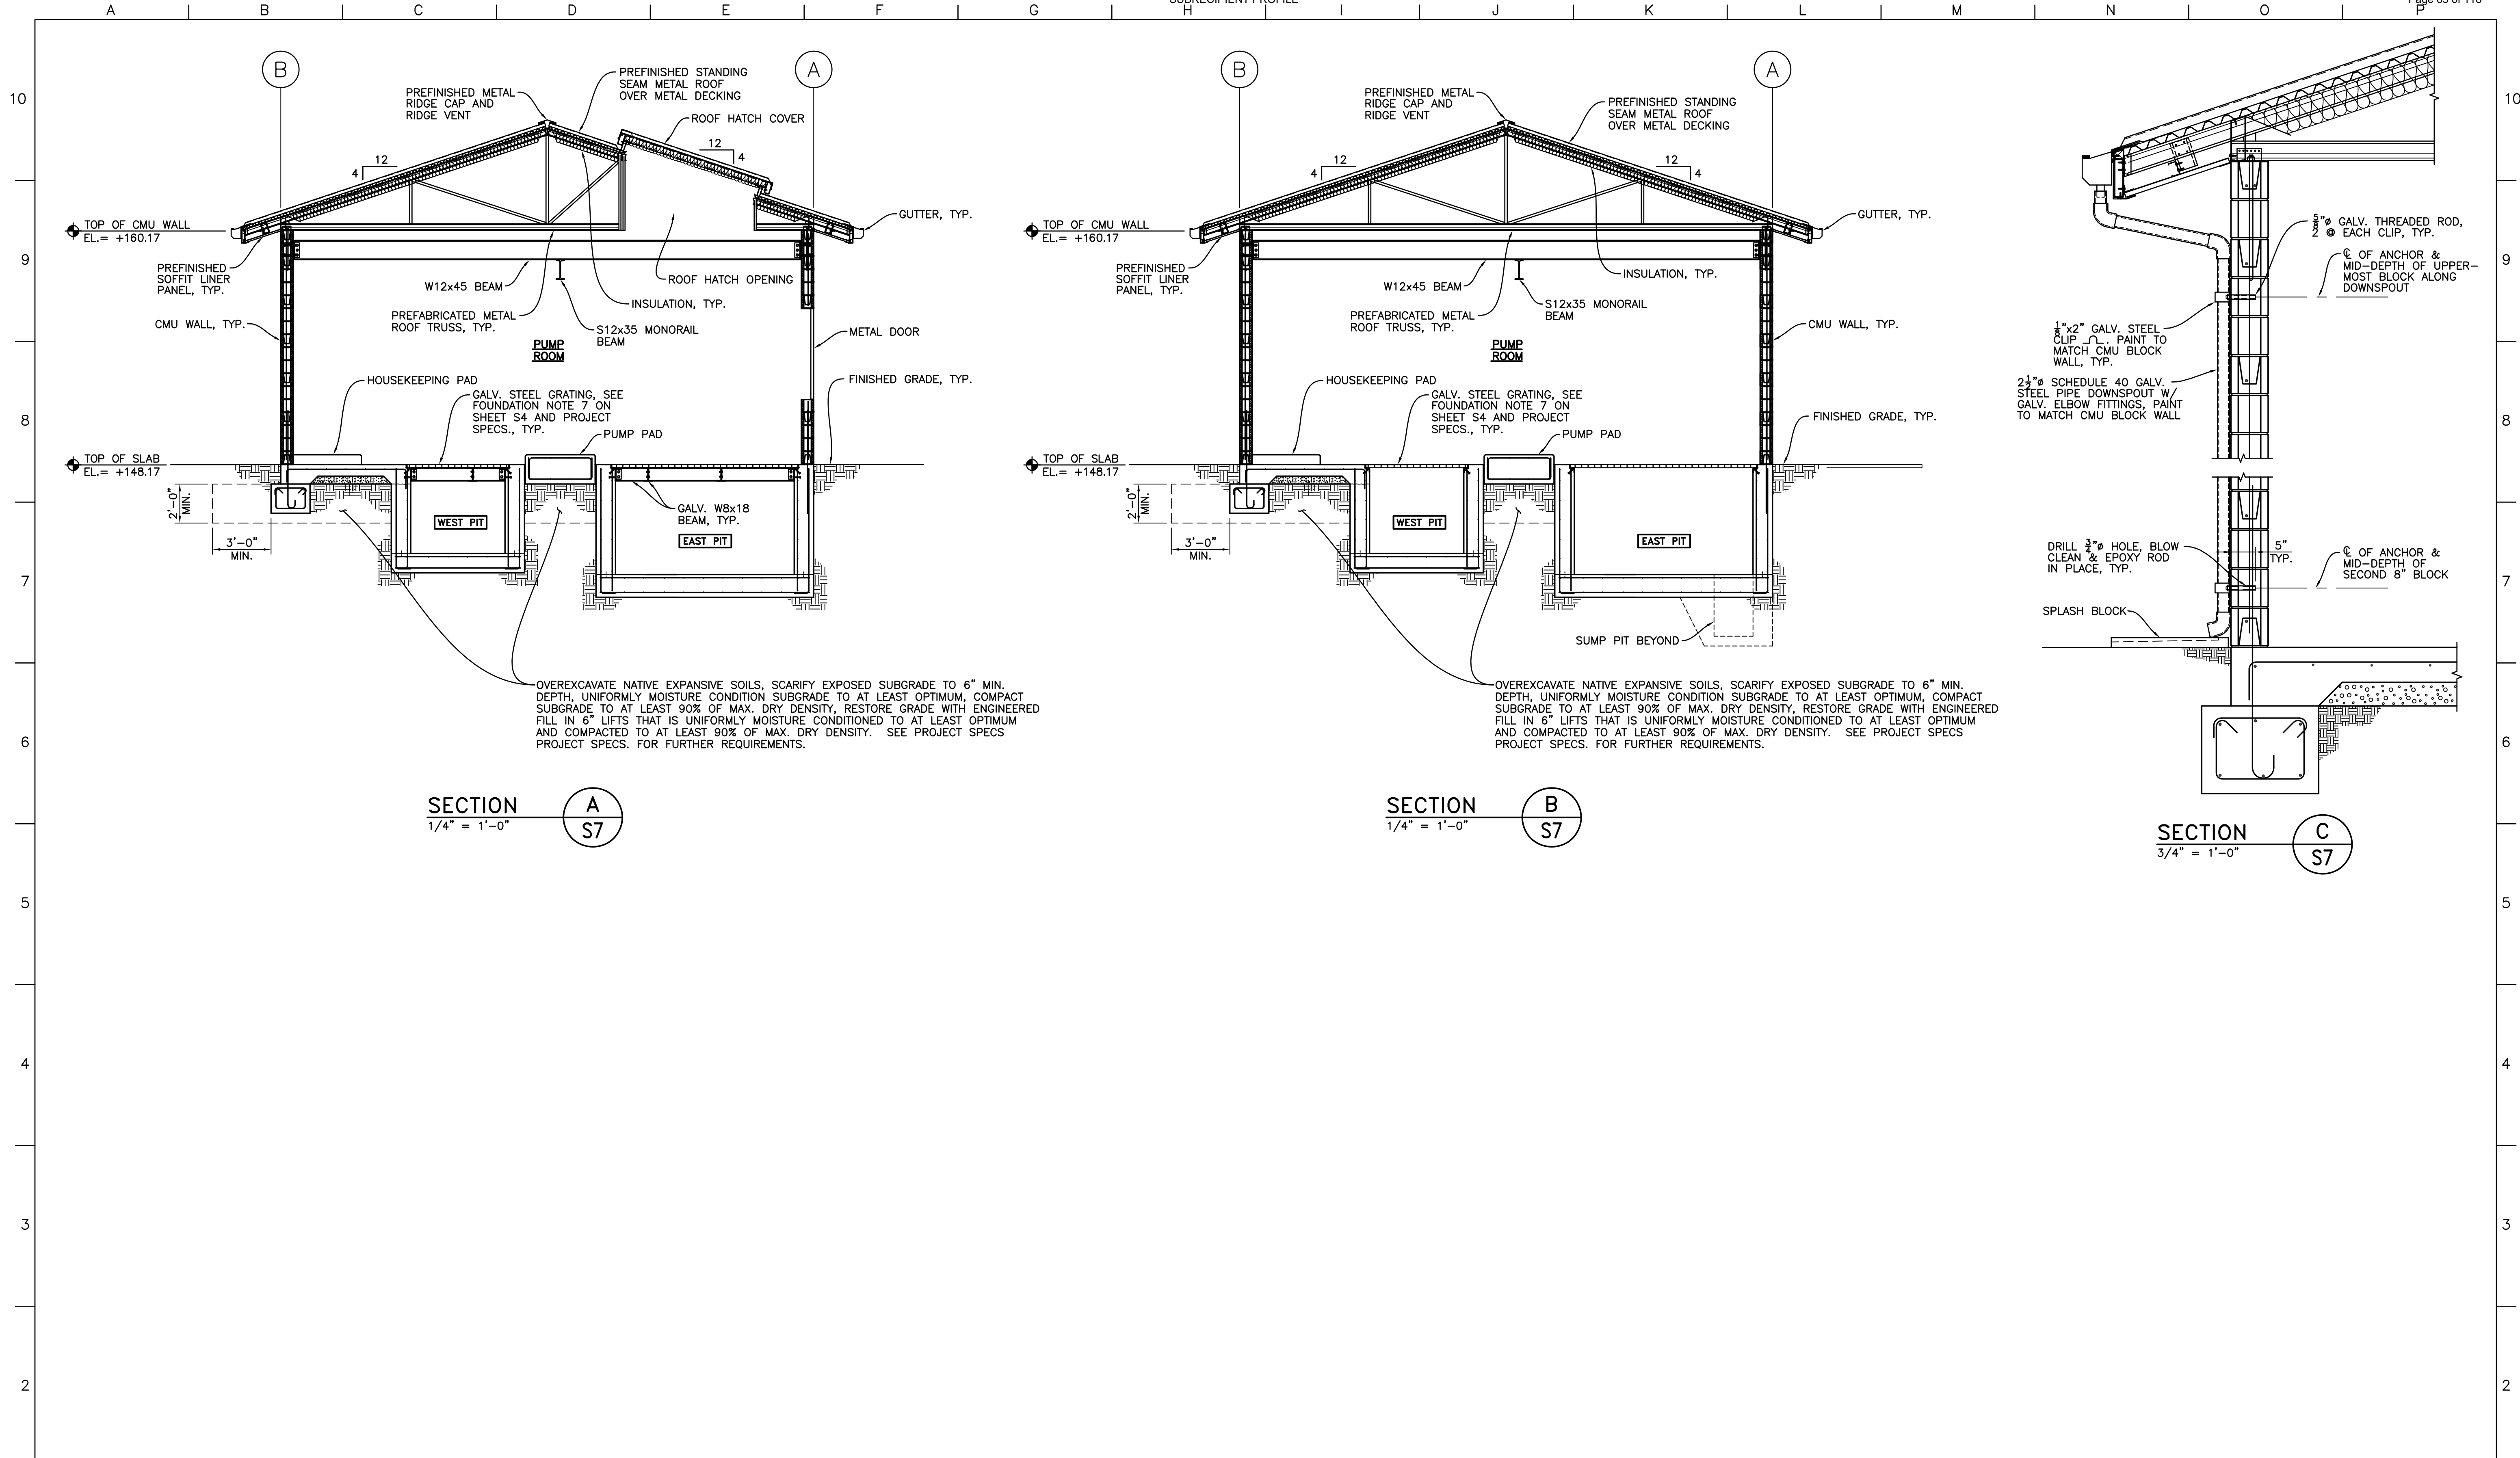 SUBRECIPIENT PROFILE
Page 65 of 116
A B C D E F G H I J K L M N O P
10
9
8
7
6
5
4
3
2
B
A
PREFINISHED METAL
RIDGE CAP AND
RIDGE VENT
PREFINISHED STANDING
SEAM METAL ROOF
OVER METAL DECKING
ROOF HATCH COVER
12
4
12
4
TOP OF CMU WALL
EL.= +160.17
GUTTER, TYP.
PREFINISHED
SOFFIT LINER
PANEL, TYP.
W12x45 BEAM
ROOF HATCH OPENING
INSULATION, TYP.
PREFABRICATED METAL
ROOF TRUSS, TYP.
S12x35 MONORAIL
BEAM
CMU WALL, TYP.
METAL DOOR
PUMP
ROOM
HOUSEKEEPING PAD
FINISHED GRADE, TYP.
GALV. STEEL GRATING, SEE
FOUNDATION NOTE 7 ON
SHEET S4 AND PROJECT
SPECS., TYP.
PUMP PAD
TOP OF SLAB
EL.= +148.17
2'-0"
MIN.
3'-0"
MIN.
WEST PIT
GALV. W8x18
BEAM, TYP.
EAST PIT
OVEREXCAVATE NATIVE EXPANSIVE SOILS, SCARIFY EXPOSED SUBGRADE TO 6" MIN.
DEPTH, UNIFORMLY MOISTURE CONDITION SUBGRADE TO AT LEAST OPTIMUM, COMPACT
SUBGRADE TO AT LEAST 90% OF MAX. DRY DENSITY, RESTORE GRADE WITH ENGINEERED
FILL IN 6" LIFTS THAT IS UNIFORMLY MOISTURE CONDITIONED TO AT LEAST OPTIMUM
AND COMPACTED TO AT LEAST 90% OF MAX. DRY DENSITY. SEE PROJECT SPECS
PROJECT SPECS. FOR FURTHER REQUIREMENTS.
SECTION
1/4" = 1'-0"
A
S7
B
A
PREFINISHED METAL
RIDGE CAP AND
RIDGE VENT
PREFINISHED STANDING
SEAM METAL ROOF
OVER METAL DECKING
12
4
12
4
TOP OF CMU WALL
EL.= +160.17
GUTTER, TYP.
PREFINISHED
SOFFIT LINER
PANEL, TYP.
W12x45 BEAM
INSULATION, TYP.
PREFABRICATED METAL
ROOF TRUSS, TYP.
S12x35 MONORAIL
BEAM
CMU WALL, TYP.
PUMP
ROOM
HOUSEKEEPING PAD
GALV. STEEL GRATING, SEE
FOUNDATION NOTE 7 ON
SHEET S4 AND PROJECT
SPECS., TYP.
FINISHED GRADE, TYP.
PUMP PAD
TOP OF SLAB
EL.= +148.17
2'-0"
MIN.
3'-0"
MIN.
WEST PIT
EAST PIT
SUMP PIT BEYOND
OVEREXCAVATE NATIVE EXPANSIVE SOILS, SCARIFY EXPOSED SUBGRADE TO 6" MIN.
DEPTH, UNIFORMLY MOISTURE CONDITION SUBGRADE TO AT LEAST OPTIMUM, COMPACT
SUBGRADE TO AT LEAST 90% OF MAX. DRY DENSITY, RESTORE GRADE WITH ENGINEERED
FILL IN 6" LIFTS THAT IS UNIFORMLY MOISTURE CONDITIONED TO AT LEAST OPTIMUM
AND COMPACTED TO AT LEAST 90% OF MAX. DRY DENSITY. SEE PROJECT SPECS
PROJECT SPECS. FOR FURTHER REQUIREMENTS.
SECTION
1/4" = 1'-0"
B
S7
5/8"ø GALV. THREADED ROD,
2 @ EACH CLIP, TYP.
℄ OF ANCHOR &
MID-DEPTH OF UPPER-
MOST BLOCK ALONG
DOWNSPOUT
1/8"x2" GALV. STEEL
CLIP . PAINT TO
MATCH CMU BLOCK
WALL, TYP.
2 1/2"ø SCHEDULE 40 GALV.
STEEL PIPE DOWNSPOUT W/
GALV. ELBOW FITTINGS, PAINT
TO MATCH CMU BLOCK WALL
DRILL 3/4"ø HOLE, BLOW
CLEAN & EPOXY ROD
IN PLACE, TYP.
5"
TYP.
℄ OF ANCHOR &
MID-DEPTH OF
SECOND 8" BLOCK
SPLASH BLOCK
SECTION
3/4" = 1'-0"
C
S7
10
9
8
7
6
5
4
3
2